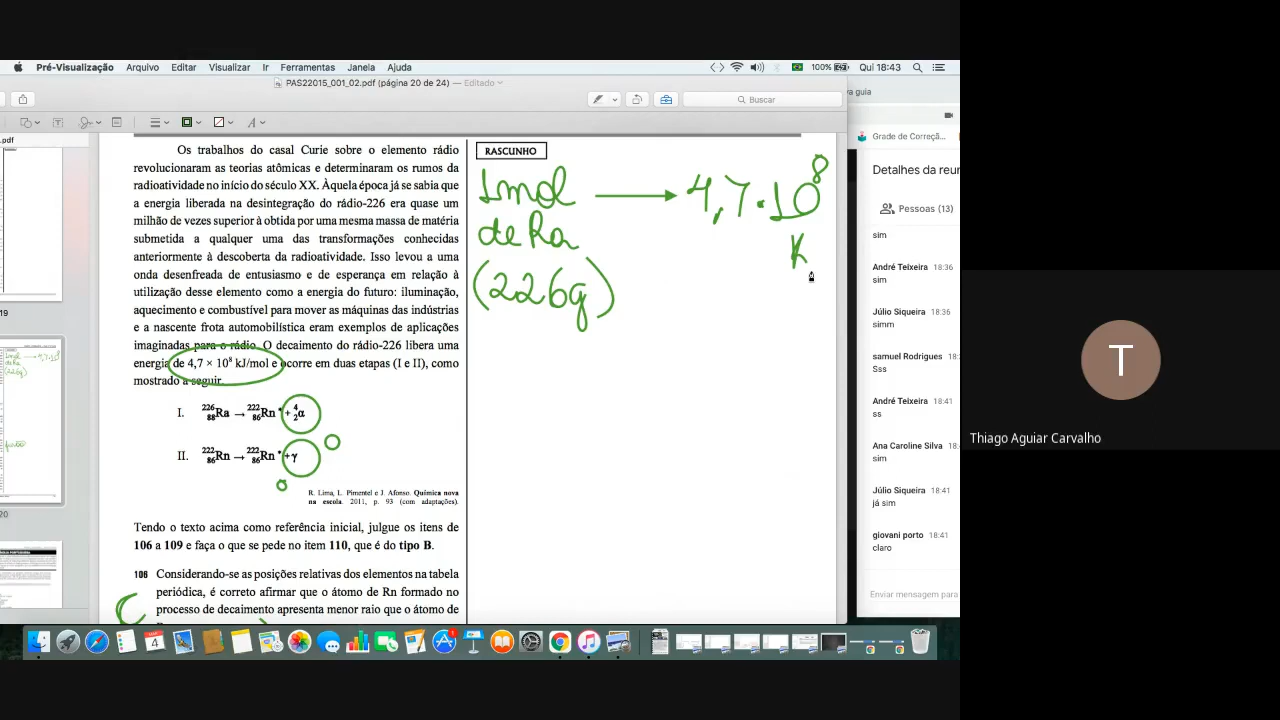 Pré-Visualização Arquivo Editar Visualizar Ir Ferramentas Janela Ajuda 100% Qui 18:43
PAS22015_001_02.pdf (página 20 de 24) — Editado
Buscar
va guia
.pdf
Grade de Correçã
Detalhes da reu
Pessoas (13)
sim
André Teixeira 18:36
sim
Júlio Siqueira 18:36
simm
samuel Rodrigues 18:3
Sss
André Teixeira 18:41
ss
Ana Caroline Silva 18:4
sim
Júlio Siqueira 18:41
já sim
giovani porto 18:41
claro
Enviar mensagem para
19
20
Os trabalhos do casal Curie sobre o elemento rádio
revolucionaram as teorias atômicas e determinaram os rumos da
radioatividade no início do século XX. Àquela época já se sabia que
a energia liberada na desintegração do rádio-226 era quase um
milhão de vezes superior à obtida por uma mesma massa de matéria
submetida a qualquer uma das transformações conhecidas
anteriormente à descoberta da radioatividade. Isso levou a uma
onda desenfreada de entusiasmo e de esperança em relação à
utilização desse elemento como a energia do futuro: iluminação,
aquecimento e combustível para mover as máquinas das indústrias
e a nascente frota automobilística eram exemplos de aplicações
imaginadas para o rádio. O decaimento do rádio-226 libera uma
energia de 4,7 × 10⁸ kJ/mol e ocorre em duas etapas (I e II), como
mostrado a seguir.
I. ²²⁶₈₈Ra → ²²²₈₆Rn * + ⁴₂α
II. ²²²₈₆Rn → ²²²₈₆Rn * + γ
R. Lima, L. Pimentel e J. Afonso. Química nova
na escola. 2011, p. 93 (com adaptações).
Tendo o texto acima como referência inicial, julgue os itens de
106 a 109 e faça o que se pede no item 110, que é do tipo B.
106 Considerando-se as posições relativas dos elementos na tabela
periódica, é correto afirmar que o átomo de Rn formado no
processo de decaimento apresenta menor raio que o átomo de
C
RASCUNHO
1mol → 4,7·10⁸
de Ra K
(226g)
T
Thiago Aguiar Carvalho